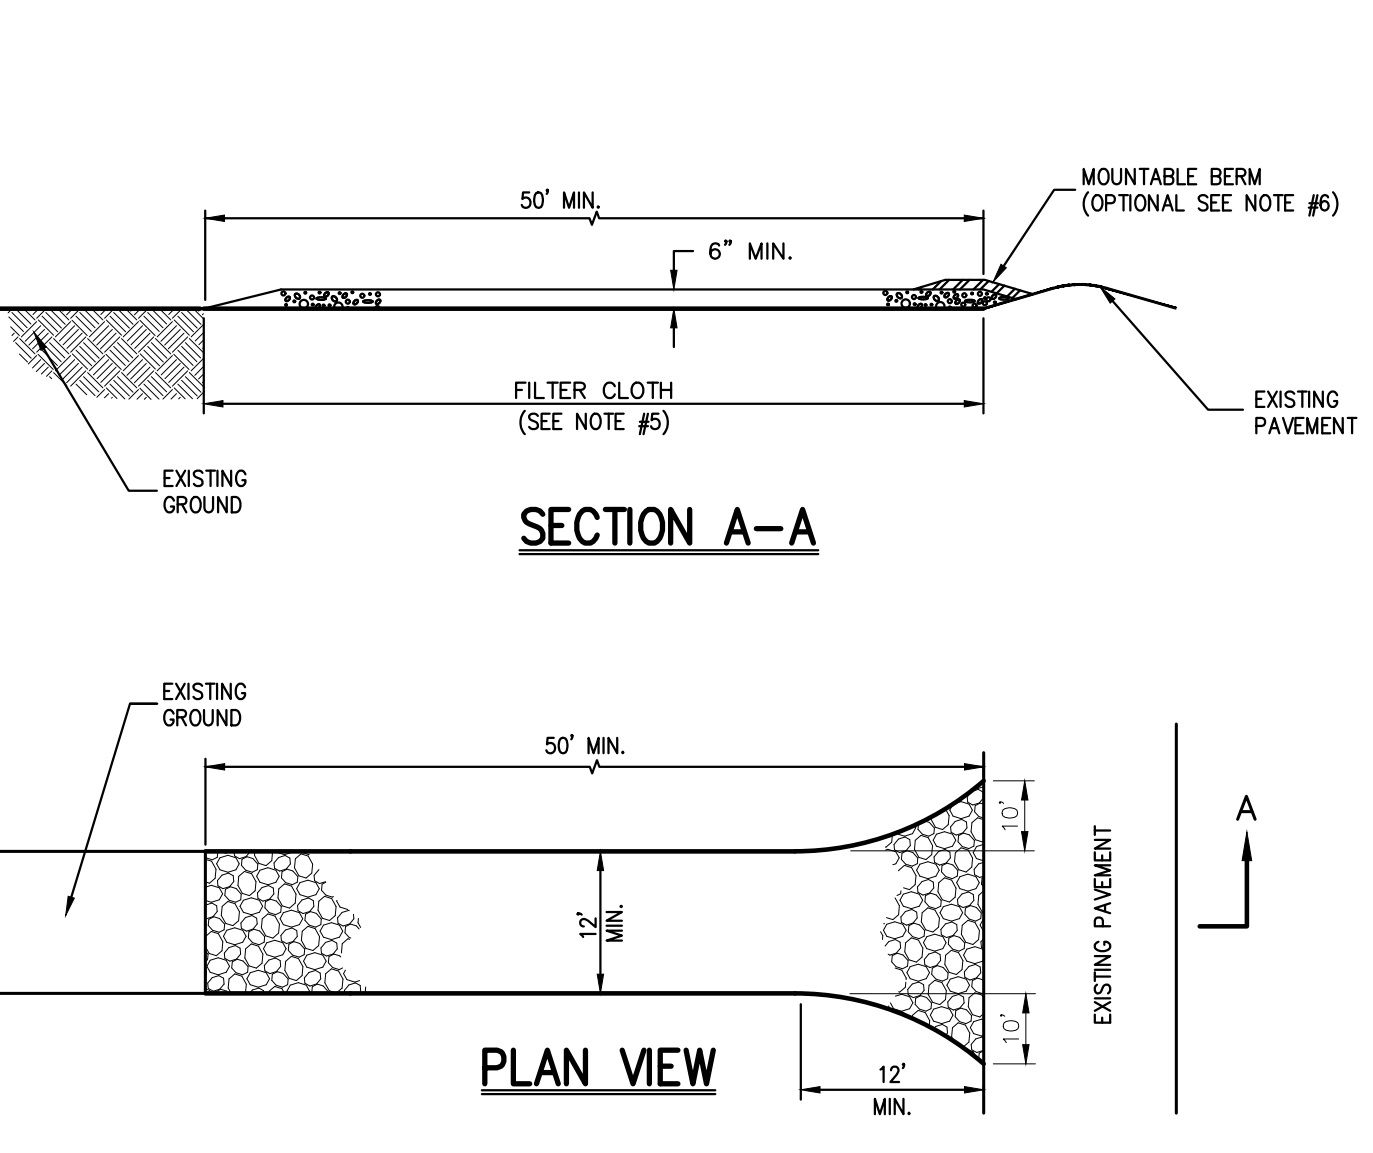 MOUNTABLE BERM
(OPTIONAL SEE NOTE #6)
50' MIN.
6" MIN.
FILTER CLOTH
(SEE NOTE #5)
EXISTING
PAVEMENT
EXISTING
GROUND
SECTION A-A
EXISTING
GROUND
50' MIN.
10'
A
12'
MIN.
EXISTING PAVEMENT
10'
PLAN VIEW
12'
MIN.